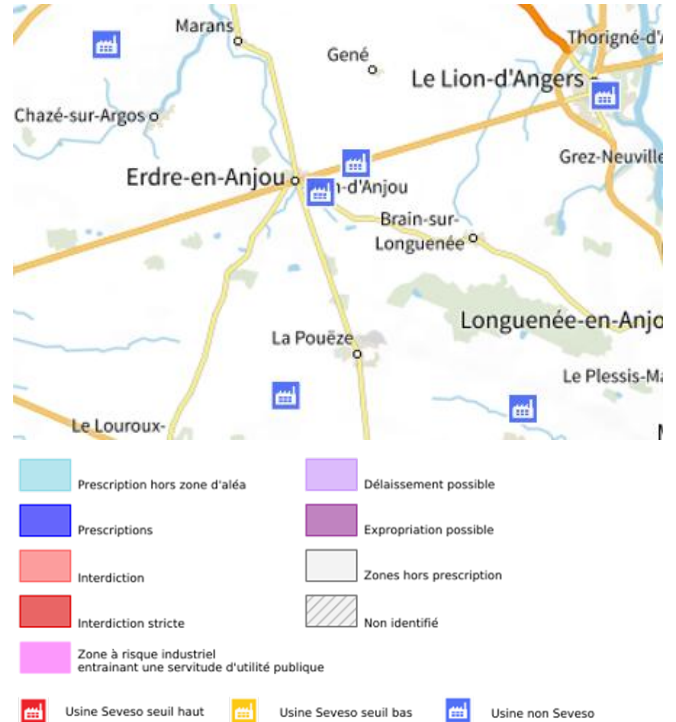 Marans
Thorigné-d'A
Gené
Le Lion-d'Angers
Chazé-sur-Argos
Grez-Neuville
Erdre-en-Anjou
n-d'Anjou
Brain-sur-
Longuenée
Longuenée-en-Anjo
La Pouëze
Le Plessis-Ma
Le Louroux-
Prescription hors zone d'aléa
Délaissement possible
Prescriptions
Expropriation possible
Interdiction
Zones hors prescription
Interdiction stricte
Non identifié
Zone à risque industriel
entrainant une servitude d'utilité publique
Usine Seveso seuil haut
Usine Seveso seuil bas
Usine non Seveso